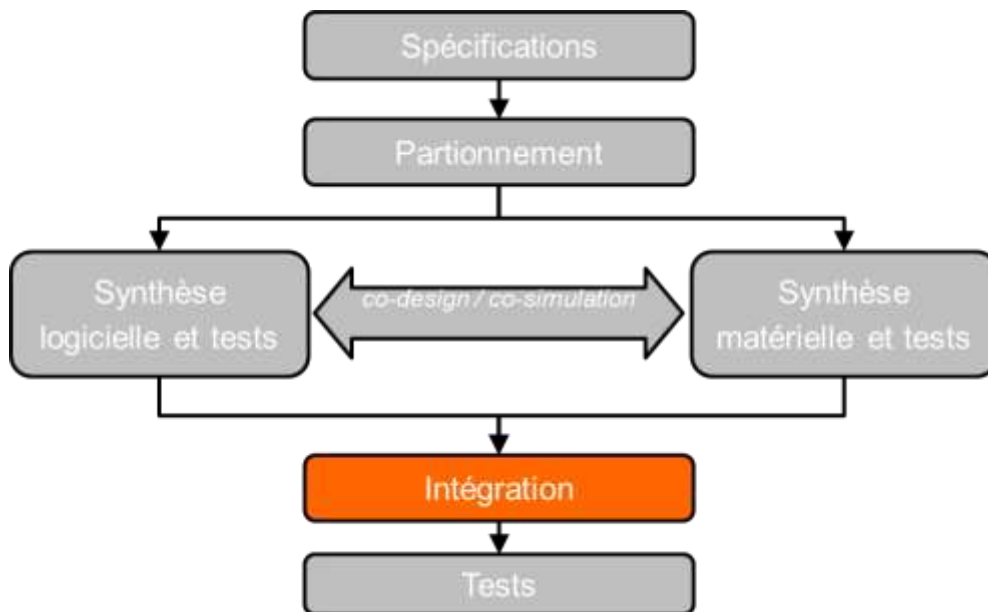 Spécifications
Partionnement
Synthèse
logicielle et tests
co-design / co-simulation
Synthèse
matérielle et tests
Intégration
Tests